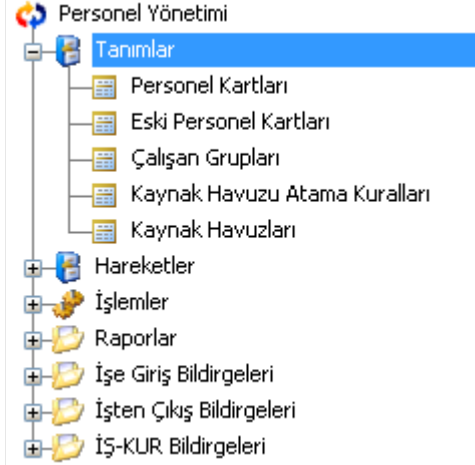 Personel Yönetimi
Tanımlar
Personel Kartları
Eski Personel Kartları
Çalışan Grupları
Kaynak Havuzu Atama Kuralları
Kaynak Havuzları
Hareketler
İşlemler
Raporlar
İşe Giriş Bildirgeleri
İşten Çıkış Bildirgeleri
İŞ-KUR Bildirgeleri